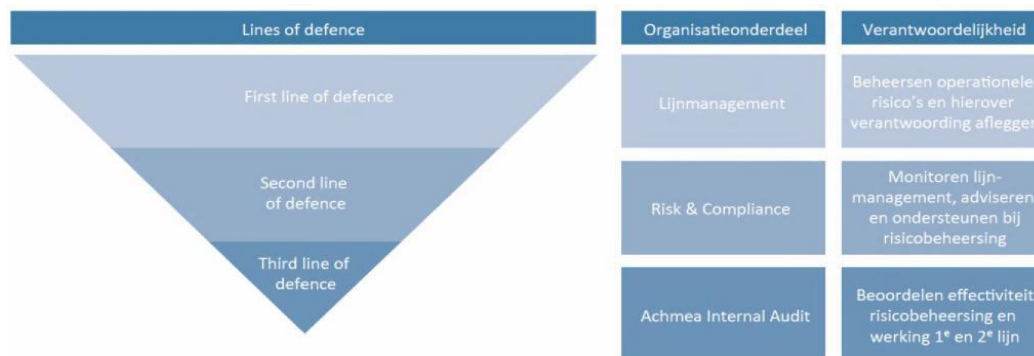 Lines of defence
Organisatieonderdeel
Verantwoordelijkheid
First line of defence
Lijnmanagement
Beheersen operationele
risico's en hierover
verantwoording afleggen
Second line
of defence
Risk & Compliance
Monitoren lijn-
management, adviseren
en ondersteunen bij
risicobeheersing
Third line of
defence
Achmea Internal Audit
Beoordelen effectiviteit
risicobeheersing en
werking 1ᵉ en 2ᵉ lijn